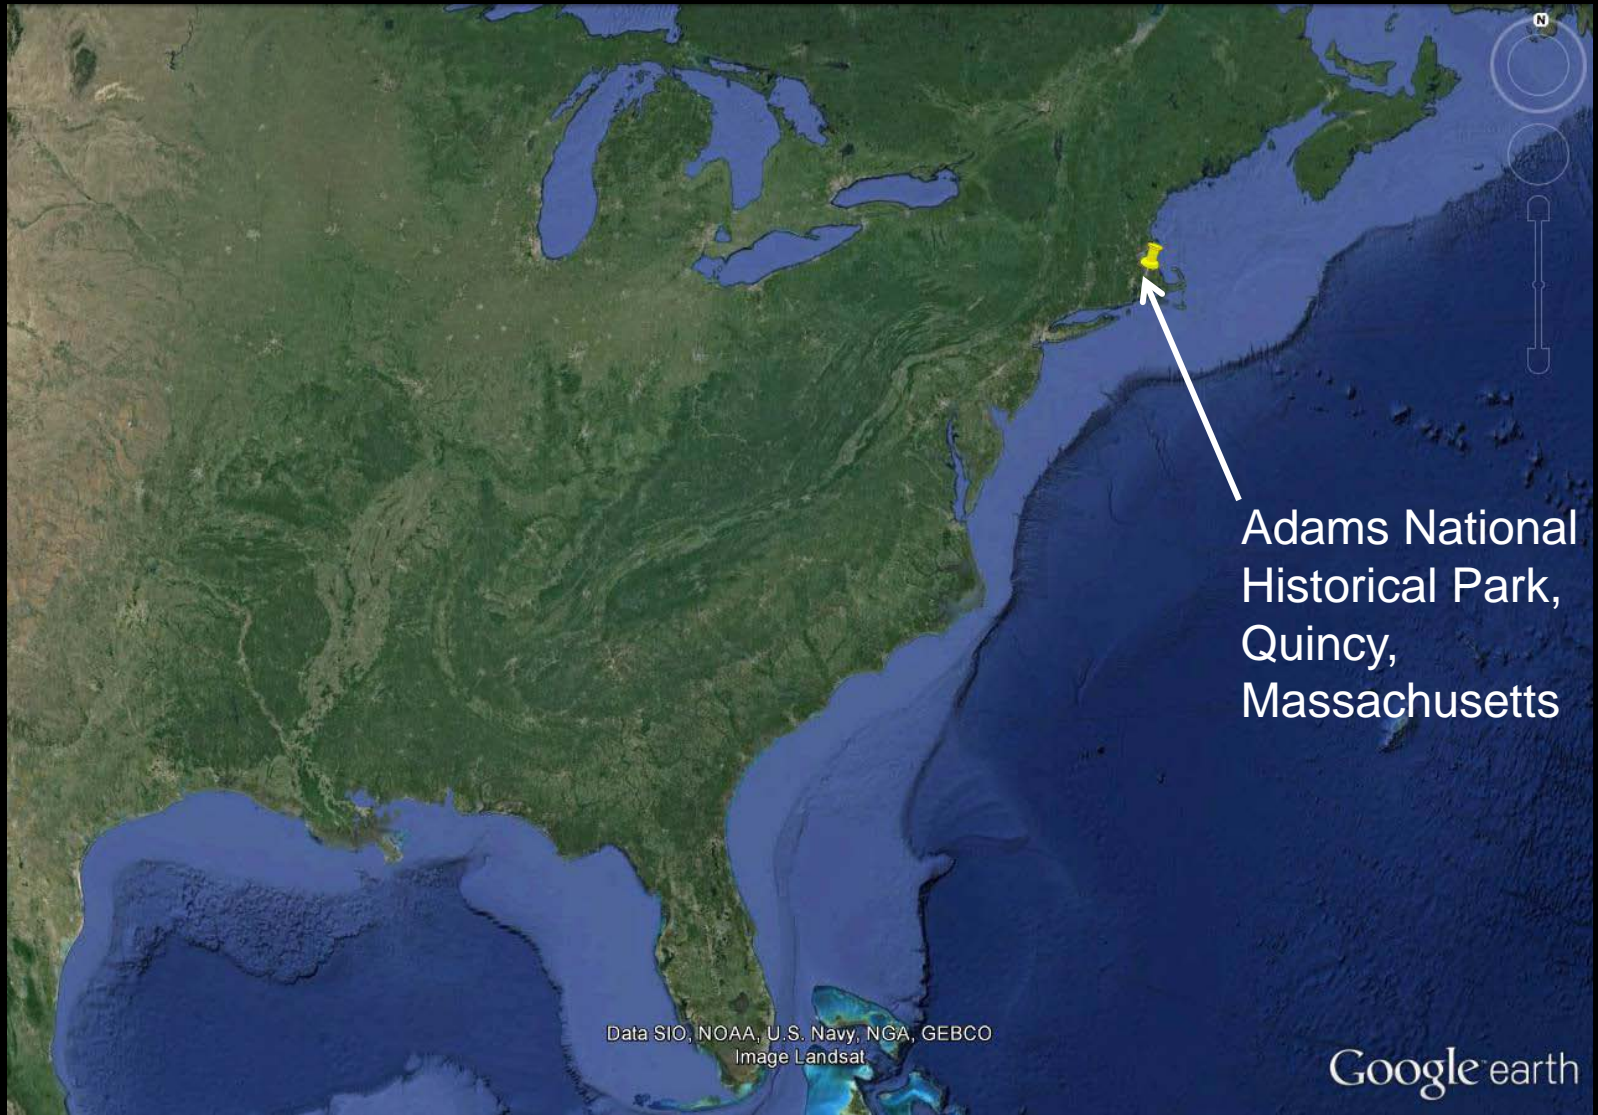 N
Adams National
Historical Park,
Quincy,
Massachusetts
Data SIO, NOAA, U.S. Navy, NGA, GEBCO
Image Landsat
Google earth